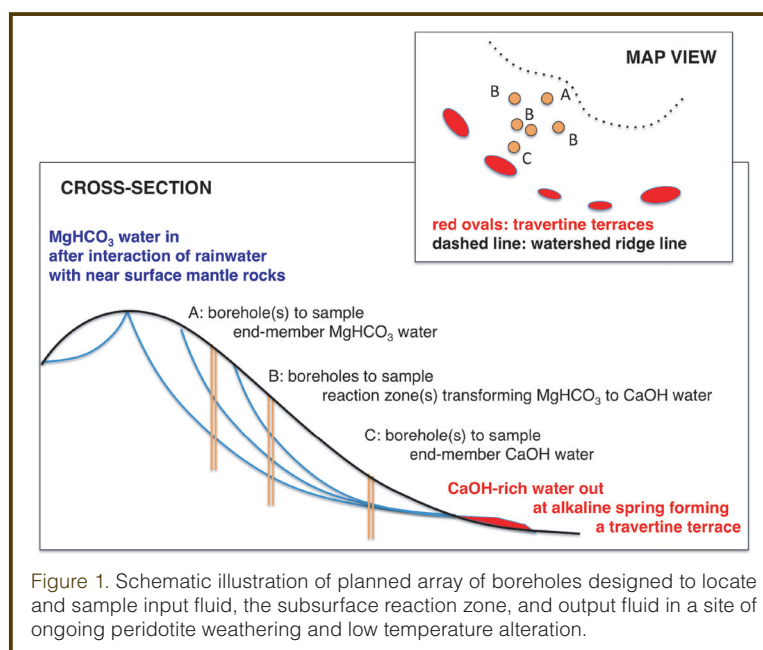 MAP VIEW
B
A
B
B
C
red ovals: travertine terraces
dashed line: watershed ridge line
CROSS-SECTION
MgHCO₃ water in
after interaction of rainwater
with near surface mantle rocks
A: borehole(s) to sample
end-member MgHCO₃ water
B: boreholes to sample
reaction zone(s) transforming MgHCO₃ to CaOH water
C: borehole(s) to sample
end-member CaOH water
CaOH-rich water out
at alkaline spring forming
a travertine terrace
Figure 1. Schematic illustration of planned array of boreholes designed to locate
and sample input fluid, the subsurface reaction zone, and output fluid in a site of
ongoing peridotite weathering and low temperature alteration.